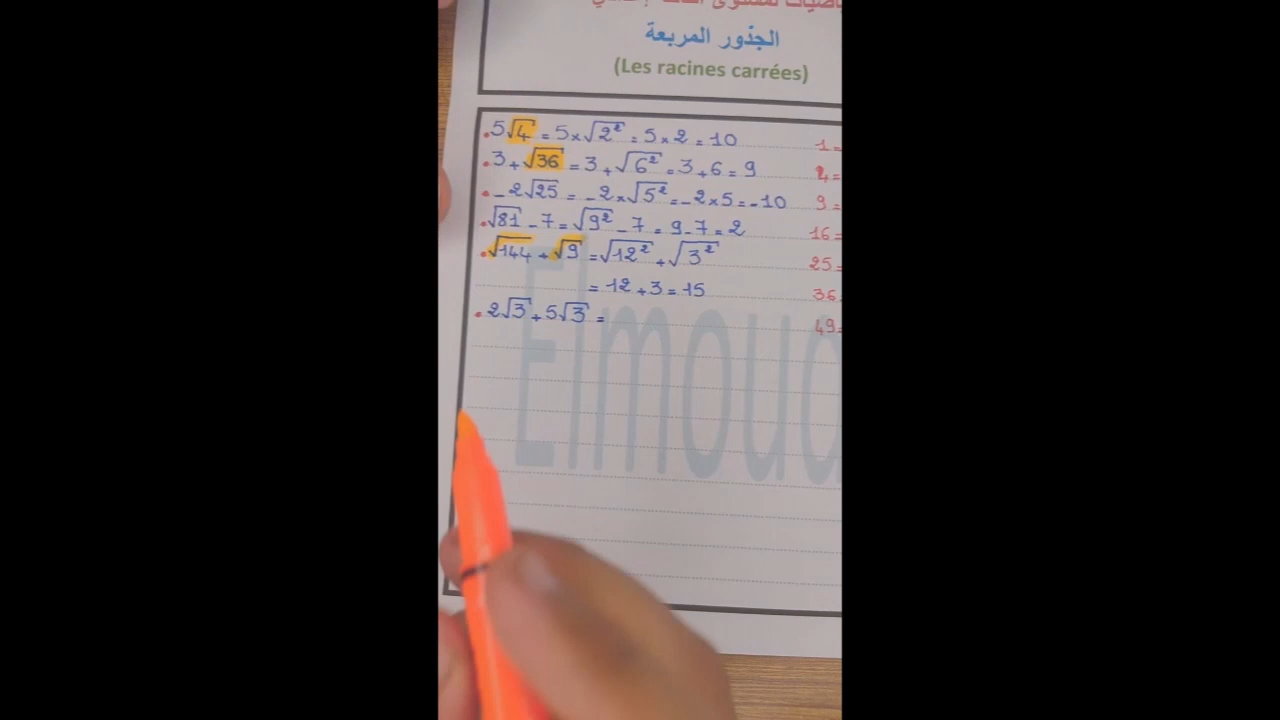 الجذور المربعة
(Les racines carrées)
.5√4 = 5×√2² = 5×2 = 10
.3+√36 = 3+√6² = 3+6 = 9
.-2√25 = -2×√5² = -2×5 = -10
.√81 - 7 = √9² - 7 = 9-7 = 2
.√144 + √9 = √12² + √3²
= 12+3 = 15
.2√3 + 5√3 =
1=
4=
9=
16=
25=
36
49=
Elmoua